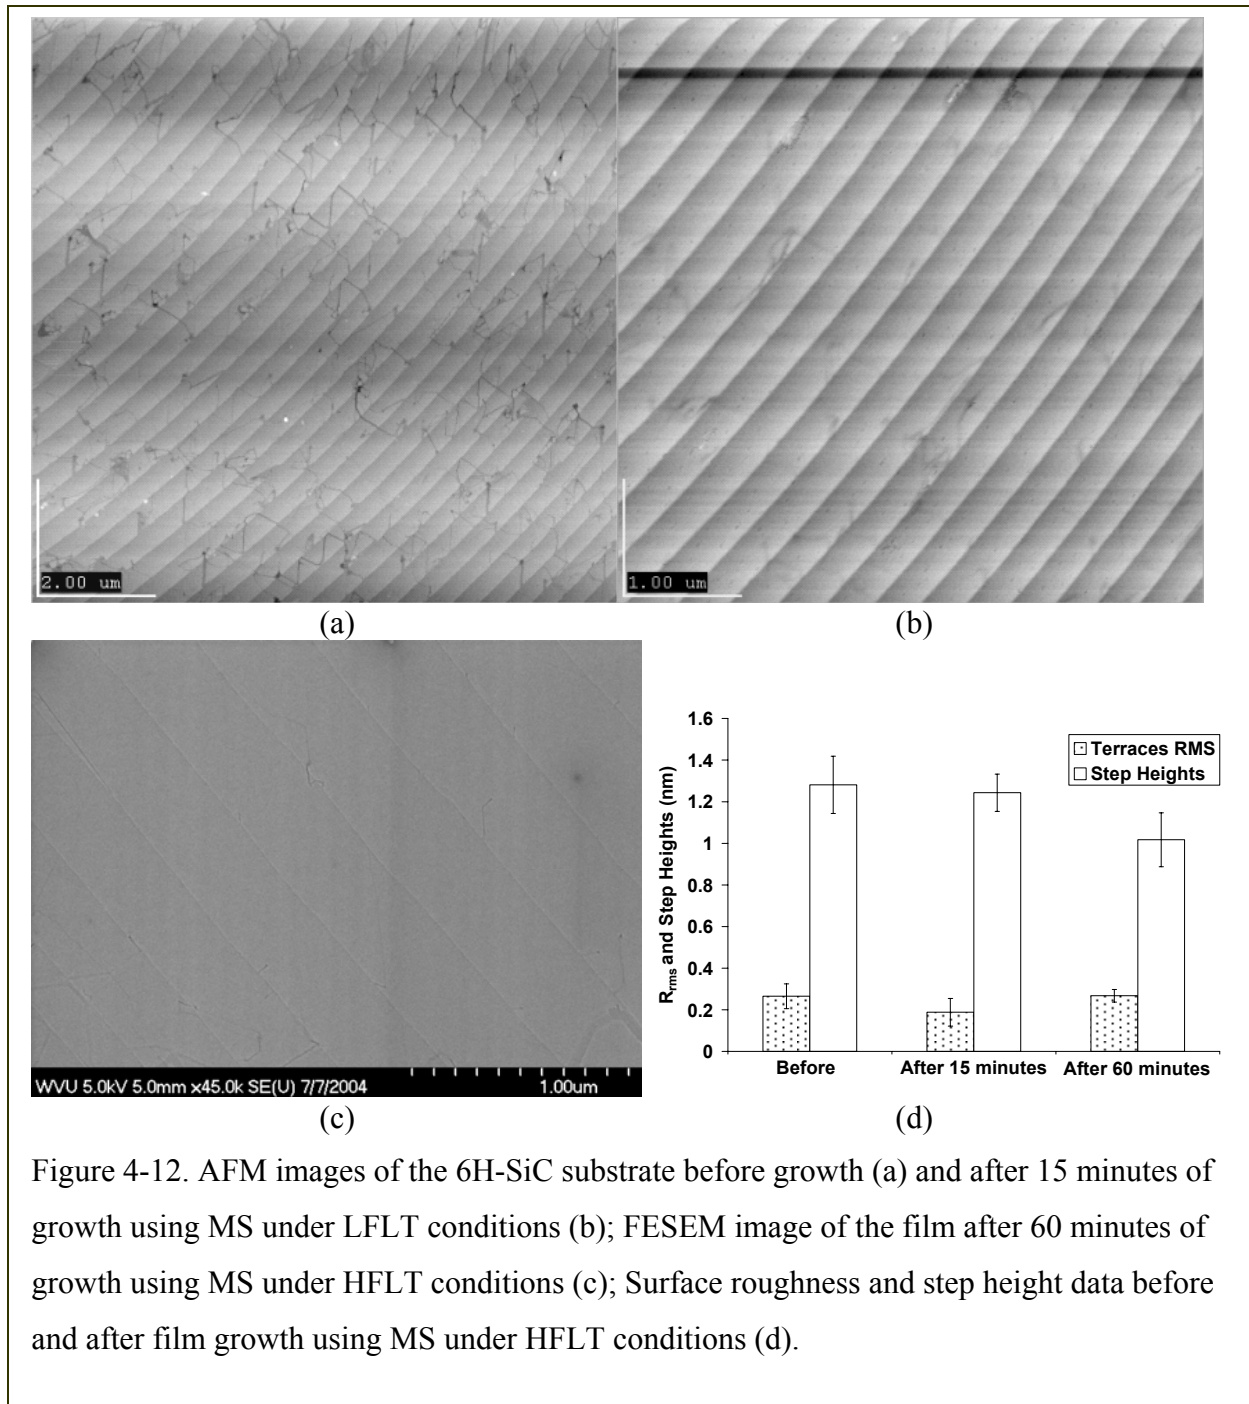 2.00 um
1.00 um
(a)
(b)
WVU 5.0kV 5.0mm x45.0k SE(U) 7/7/2004
1.00um
(c)
R_rms and Step Heights (nm)
1.6
1.4
1.2
1
0.8
0.6
0.4
0.2
0
Terraces RMS
Step Heights
Before
After 15 minutes
After 60 minutes
(d)
Figure 4-12. AFM images of the 6H-SiC substrate before growth (a) and after 15 minutes of
growth using MS under LFLT conditions (b); FESEM image of the film after 60 minutes of
growth using MS under HFLT conditions (c); Surface roughness and step height data before
and after film growth using MS under HFLT conditions (d).